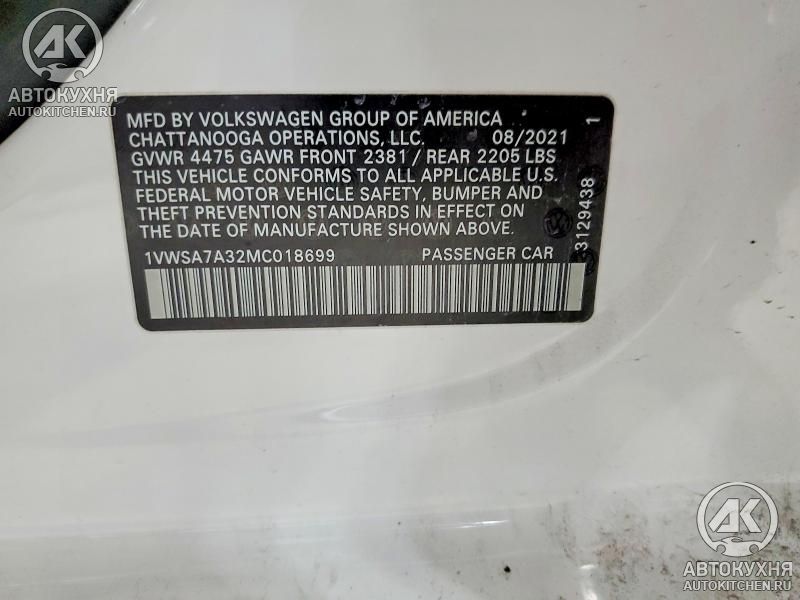 AK
АВТОКУХНЯ
AUTOKITCHEN.RU
MFD BY VOLKSWAGEN GROUP OF AMERICA
CHATTANOOGA OPERATIONS, LLC. 08/2021
GVWR 4475 GAWR FRONT 2381 / REAR 2205 LBS
THIS VEHICLE CONFORMS TO ALL APPLICABLE U.S.
FEDERAL MOTOR VEHICLE SAFETY, BUMPER AND
THEFT PREVENTION STANDARDS IN EFFECT ON
THE DATE OF MANUFACTURE SHOWN ABOVE.
1VWSA7A32MC018699 PASSENGER CAR
3129438 1
AK
АВТОКУХНЯ
AUTOKITCHEN.RU